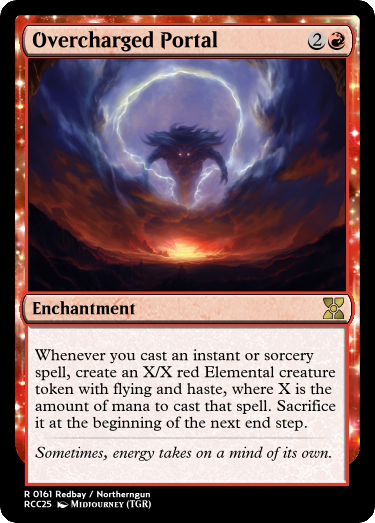 Overcharged Portal 2
Enchantment
Whenever you cast an instant or sorcery
spell, create an X/X red Elemental creature
token with flying and haste, where X is the
amount of mana to cast that spell. Sacrifice
it at the beginning of the next end step.
Sometimes, energy takes on a mind of its own.
R 0161 Redbay / Northerngun
RCC25 Midjourney (TGR)